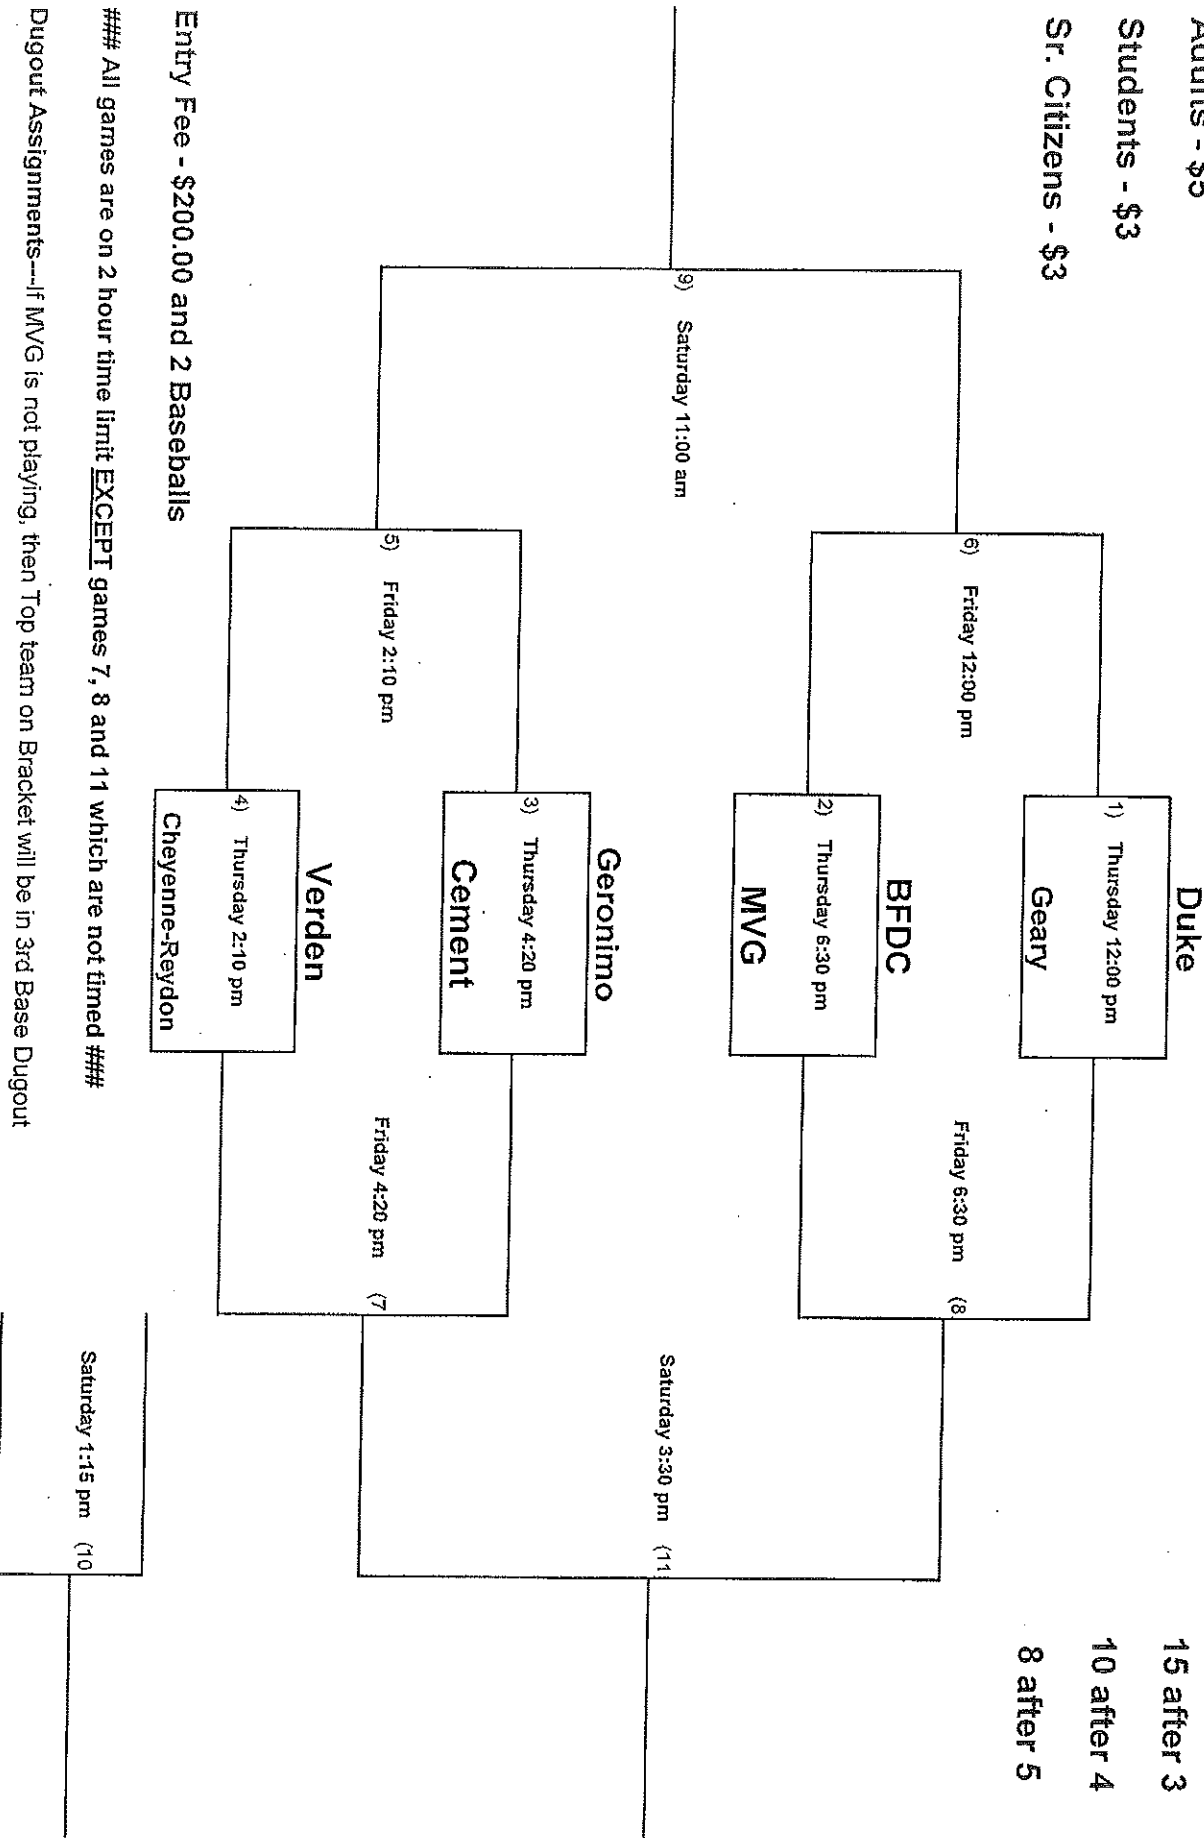 Adults - $5
Students - $3
Sr. Citizens - $3
15 after 3
10 after 4
8 after 5
Duke
1) Thursday 12:00 pm
Geary
6) Friday 12:00 pm
Friday 6:30 pm (8
BFDC
2) Thursday 6:30 pm
MVG
9) Saturday 11:00 am
Saturday 3:30 pm (11
Geronimo
3) Thursday 4:20 pm
Cement
5) Friday 2:10 pm
Friday 4:20 pm (7
Verden
4) Thursday 2:10 pm
Cheyenne-Reydon
Entry Fee - $200.00 and 2 Baseballs
### All games are on 2 hour time limit EXCEPT games 7, 8 and 11 which are not timed ###
Saturday 1:15 pm (10
Dugout Assignments---If MVG is not playing, then Top team on Bracket will be in 3rd Base Dugout